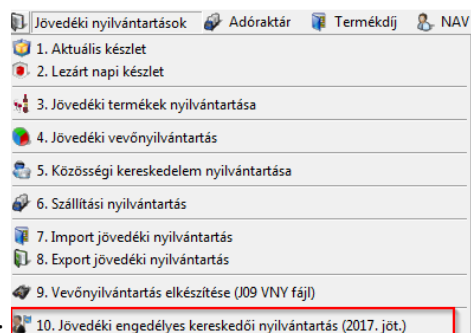 Jövedéki nyilvántartások Adóraktár Termékdíj NAV
1. Aktuális készlet
2. Lezárt napi készlet
3. Jövedéki termékek nyilvántartása
4. Jövedéki vevőnyilvántartás
5. Közösségi kereskedelem nyilvántartása
6. Szállítási nyilvántartás
7. Import jövedéki nyilvántartás
8. Export jövedéki nyilvántartás
9. Vevőnyilvántartás elkészítése (J09 VNY fájl)
10. Jövedéki engedélyes kereskedői nyilvántartás (2017. jöt.)